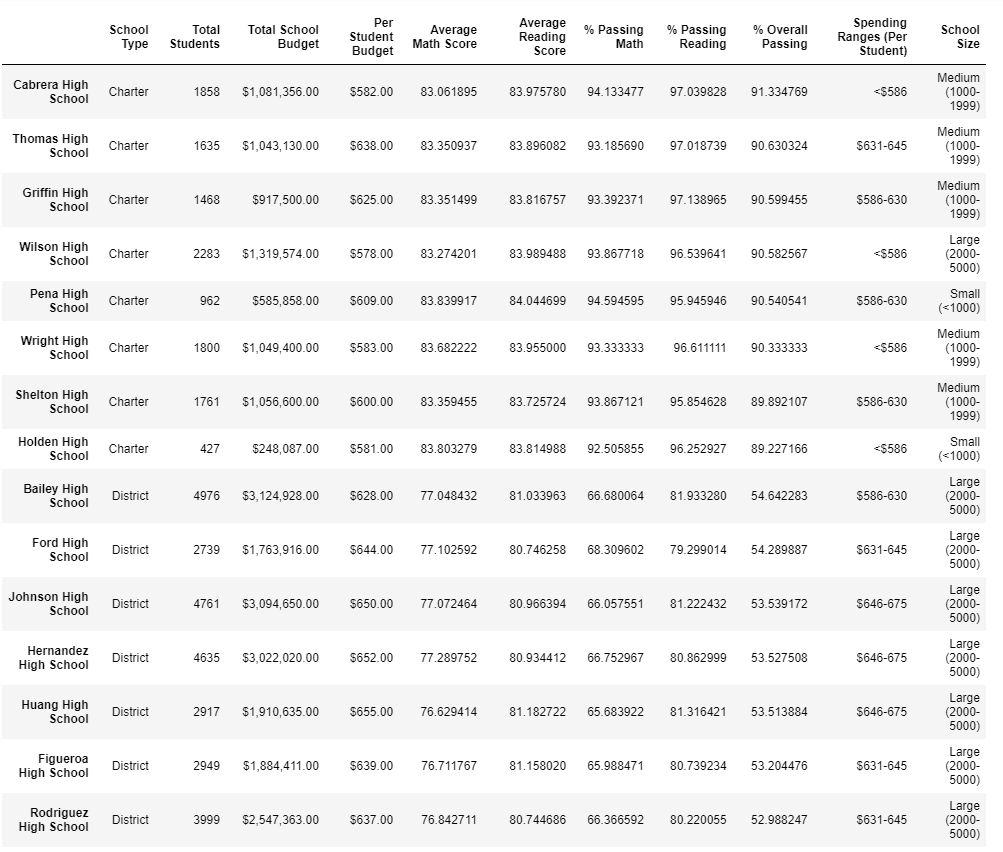 School Type Total Students Total School Budget Per Student Budget Average Math Score Average Reading Score % Passing Math % Passing Reading % Overall Passing Spending Ranges (Per Student) School Size
Cabrera High School Charter 1858 $1,081,356.00 $582.00 83.061895 83.975780 94.133477 97.039828 91.334769 <$586 Medium (1000-1999)
Thomas High School Charter 1635 $1,043,130.00 $638.00 83.350937 83.896082 93.185690 97.018739 90.630324 $631-645 Medium (1000-1999)
Griffin High School Charter 1468 $917,500.00 $625.00 83.351499 83.816757 93.392371 97.138965 90.599455 $586-630 Medium (1000-1999)
Wilson High School Charter 2283 $1,319,574.00 $578.00 83.274201 83.989488 93.867718 96.539641 90.582567 <$586 Large (2000-5000)
Pena High School Charter 962 $585,858.00 $609.00 83.839917 84.044699 94.594595 95.945946 90.540541 $586-630 Small (<1000)
Wright High School Charter 1800 $1,049,400.00 $583.00 83.682222 83.955000 93.333333 96.611111 90.333333 <$586 Medium (1000-1999)
Shelton High School Charter 1761 $1,056,600.00 $600.00 83.359455 83.725724 93.867121 95.854628 89.892107 $586-630 Medium (1000-1999)
Holden High School Charter 427 $248,087.00 $581.00 83.803279 83.814988 92.505855 96.252927 89.227166 <$586 Small (<1000)
Bailey High School District 4976 $3,124,928.00 $628.00 77.048432 81.033963 66.680064 81.933280 54.642283 $586-630 Large (2000-5000)
Ford High School District 2739 $1,763,916.00 $644.00 77.102592 80.746258 68.309602 79.299014 54.289887 $631-645 Large (2000-5000)
Johnson High School District 4761 $3,094,650.00 $650.00 77.072464 80.966394 66.057551 81.222432 53.539172 $646-675 Large (2000-5000)
Hernandez High School District 4635 $3,022,020.00 $652.00 77.289752 80.934412 66.752967 80.862999 53.527508 $646-675 Large (2000-5000)
Huang High School District 2917 $1,910,635.00 $655.00 76.629414 81.182722 65.683922 81.316421 53.513884 $646-675 Large (2000-5000)
Figueroa High School District 2949 $1,884,411.00 $639.00 76.711767 81.158020 65.988471 80.739234 53.204476 $631-645 Large (2000-5000)
Rodriguez High School District 3999 $2,547,363.00 $637.00 76.842711 80.744686 66.366592 80.220055 52.988247 $631-645 Large (2000-5000)